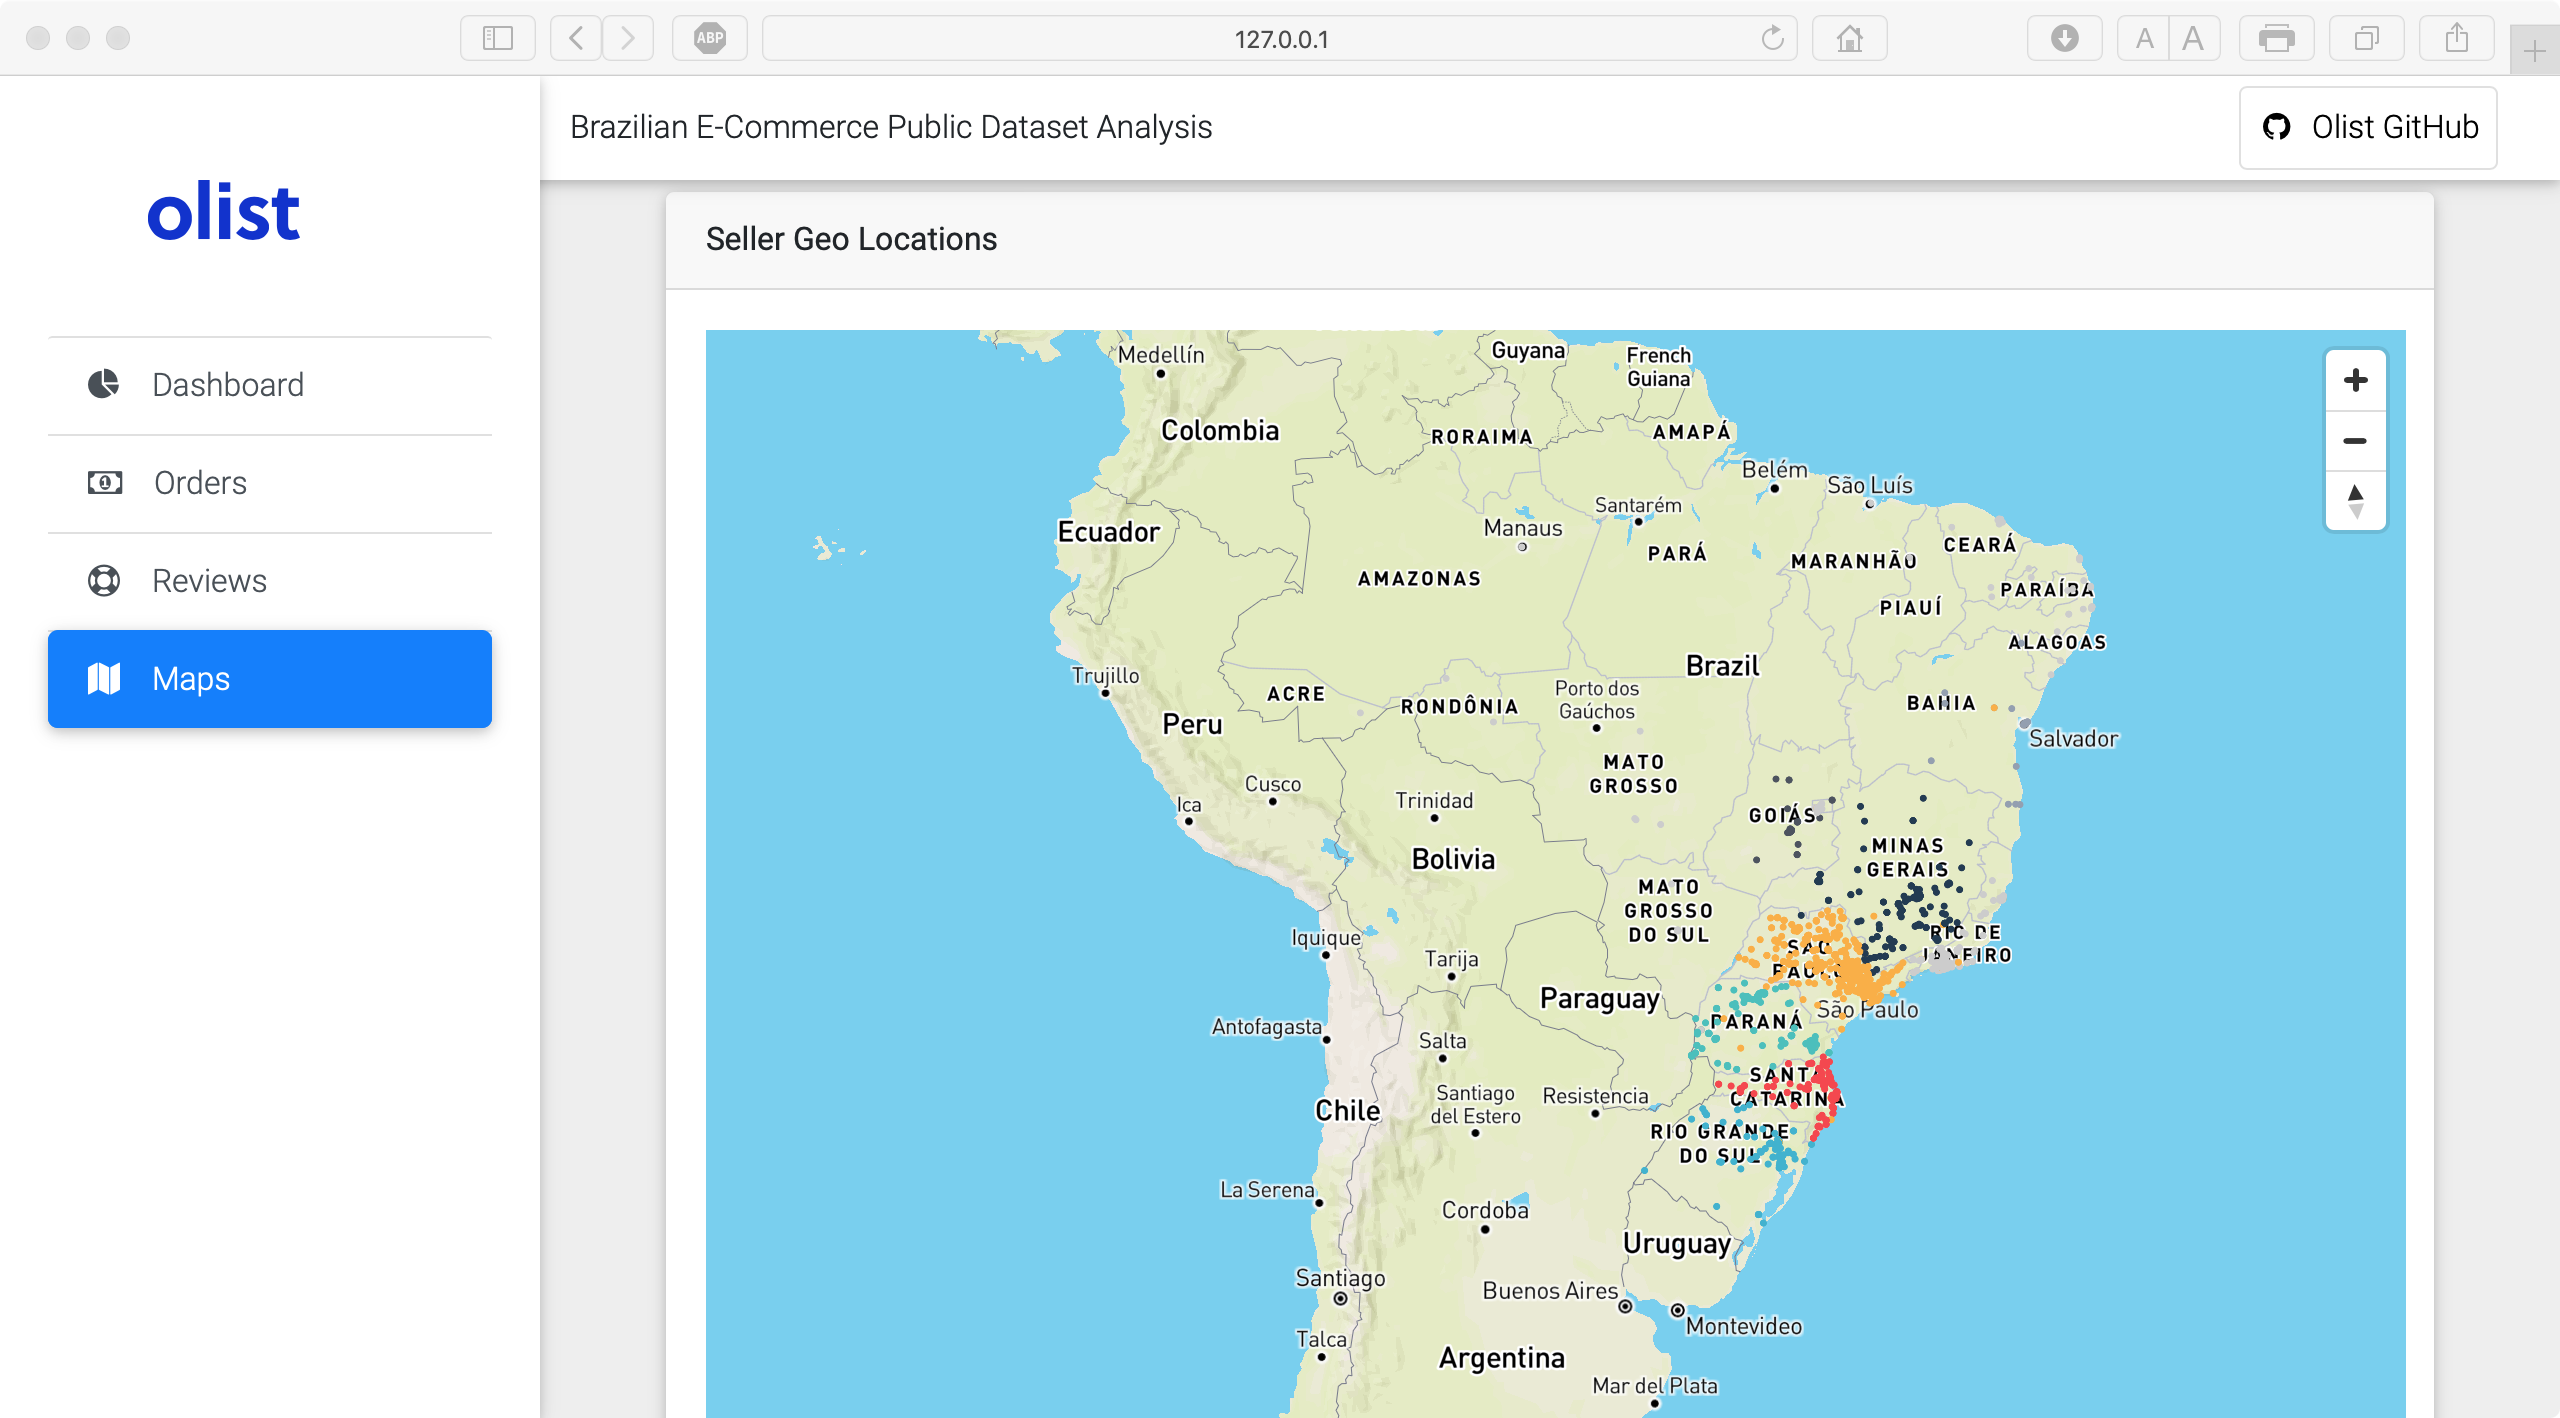 ABP
127.0.0.1
A A
olist
Brazilian E-Commerce Public Dataset Analysis
Olist GitHub
Dashboard
Orders
Reviews
Maps
Seller Geo Locations
Medellín
Guyana
French
Guiana
Colombia
RORAIMA
AMAPÁ
Belém
São Luís
Santarém
Manaus
Ecuador
PARÁ
MARANHÃO
CEARÁ
AMAZONAS
PARAÍBA
PIAUÍ
ALAGOAS
Brazil
Trujillo
ACRE
RONDÔNIA
Porto dos
Gaúchos
BAHIA
Peru
Salvador
MATO
GROSSO
Cusco
Ica
Trinidad
GOIÁS
MINAS
GERAIS
Bolivia
MATO
GROSSO
DO SUL
Iquique
Tarija
SÃO
PAULO
RIO DE
JANEIRO
Paraguay
São Paulo
PARANÁ
Antofagasta
Salta
SANTA
CATARINA
Santiago
del Estero
Resistencia
Chile
RIO GRANDE
DO SUL
La Serena
Cordoba
Uruguay
Santiago
Buenos Aires
Montevideo
Talca
Argentina
Mar del Plata